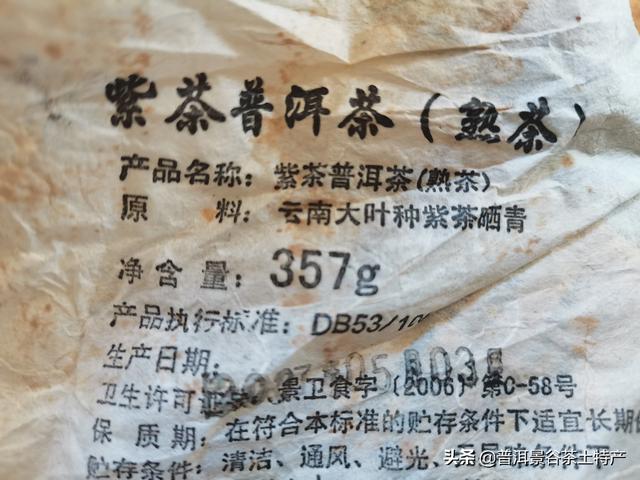 紫茶普洱茶(熟茶)
产品名称：紫茶普洱茶(熟茶)
原　料：云南大叶种紫茶晒青
净含量：357g
产品执行标准：DB53/10
生产日期：
卫生许可证 景卫食字(2006)第C-58号
保质期：在符合本标准的贮存条件下适宜长期
贮存条件：清洁、通风、避光、
头条 @普洱景谷茶土特产